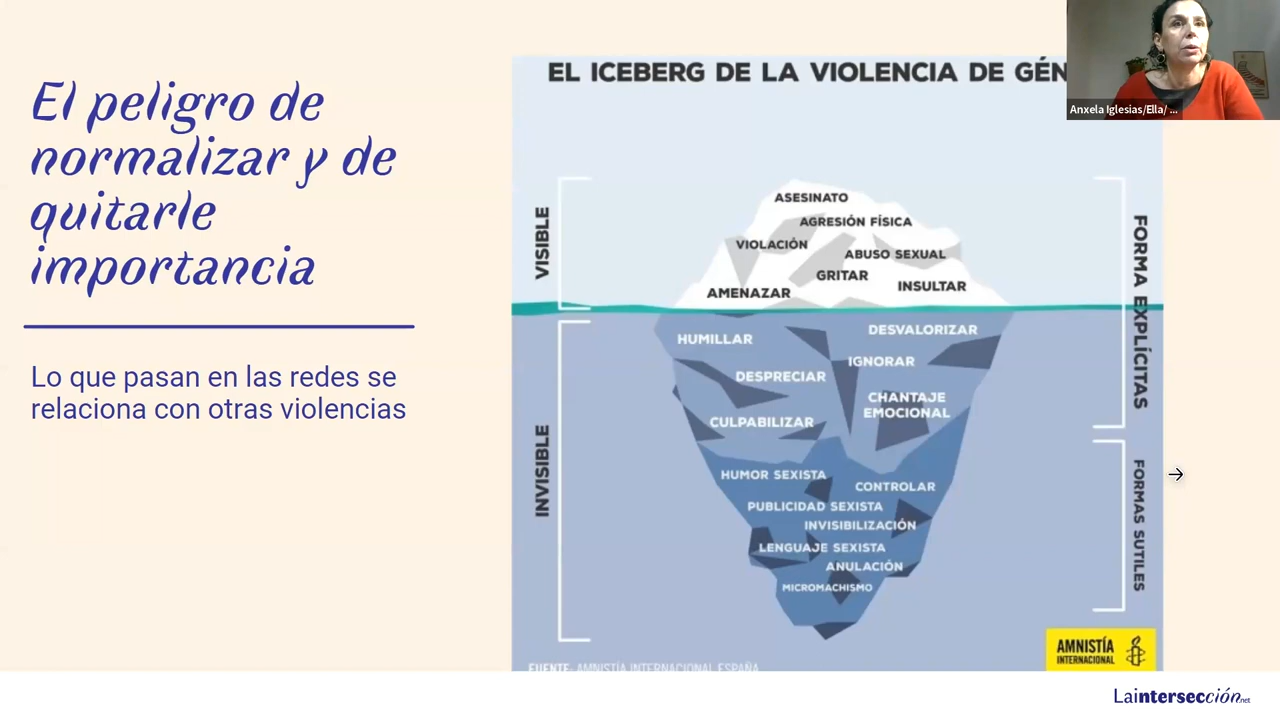 El peligro de
normalizar y de
quitarle
importancia
Lo que pasan en las redes se
relaciona con otras violencias
EL ICEBERG DE LA VIOLENCIA DE GÉN
VISIBLE
ASESINATO
AGRESIÓN FÍSICA
VIOLACIÓN
ABUSO SEXUAL
GRITAR
INSULTAR
AMENAZAR
FORMA EXPLÍCITAS
INVISIBLE
HUMILLAR
DESVALORIZAR
IGNORAR
DESPRECIAR
CHANTAJE
EMOCIONAL
CULPABILIZAR
HUMOR SEXISTA
CONTROLAR
PUBLICIDAD SEXISTA
INVISIBILIZACIÓN
LENGUAJE SEXISTA
ANULACIÓN
MICROMACHISMO
FORMAS SUTILES
FUENTE: AMNISTÍA INTERNACIONAL ESPAÑA
AMNISTÍA
INTERNACIONAL
Anxela Iglesias/Ella/ ...
Laintersección.net